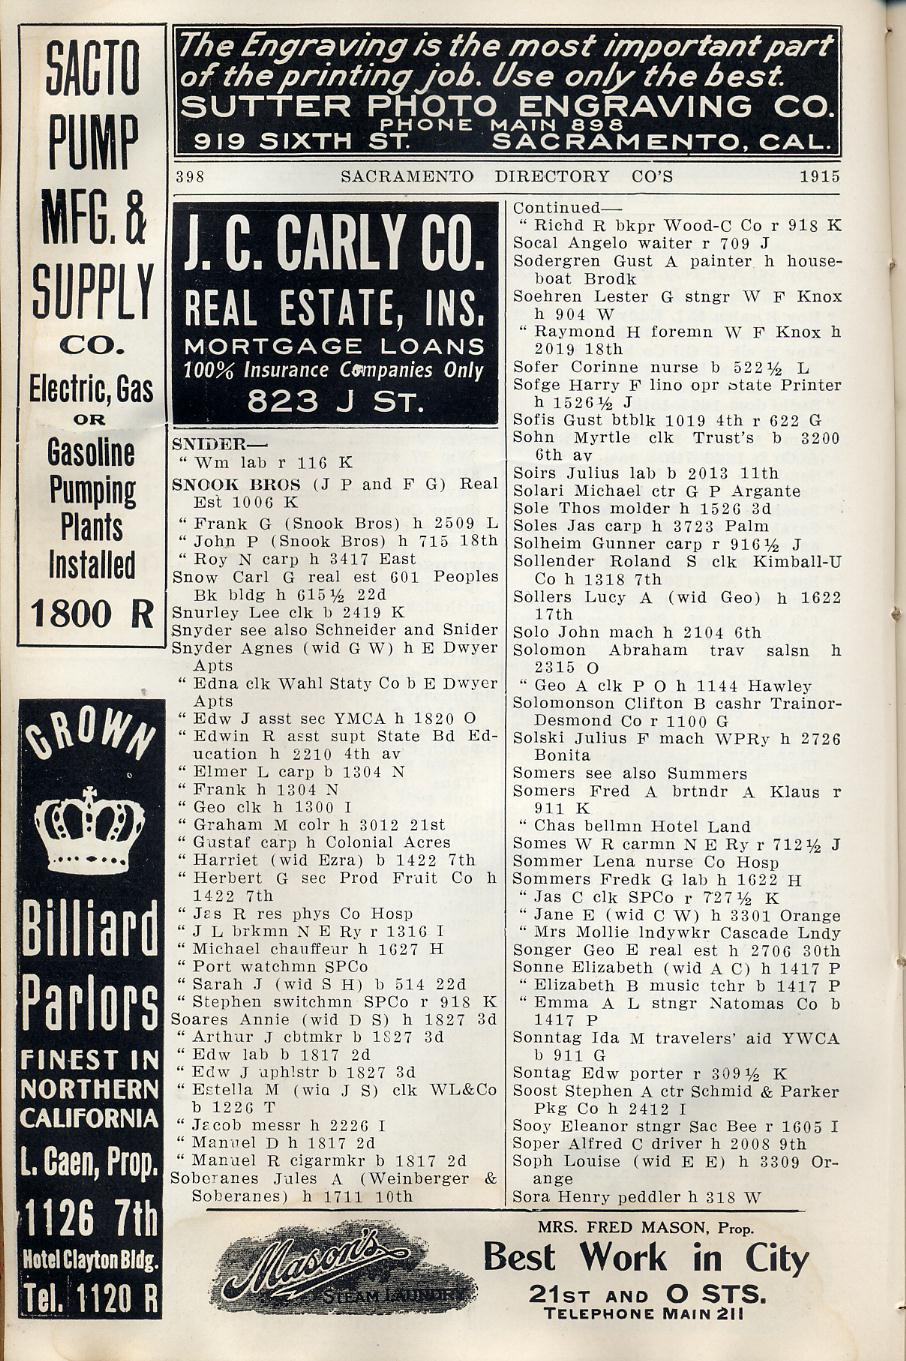 SACTO
PUMP
MFG. &
SUPPLY
CO.
Electric, Gas
OR
Gasoline
Pumping
Plants
Installed
1800 R
CROWN
Billiard
Parlors
FINEST IN
NORTHERN
CALIFORNIA
L. Caen, Prop.
1126 7th
Hotel Clayton Bldg.
Tel. 1120 R
The Engraving is the most important part
of the printing job. Use only the best.
SUTTER PHOTO ENGRAVING CO.
PHONE MAIN 898
919 SIXTH ST. SACRAMENTO, CAL.
398 SACRAMENTO DIRECTORY CO'S 1915
J. C. CARLY CO.
REAL ESTATE, INS.
MORTGAGE LOANS
100% Insurance Companies Only
823 J ST.
SNIDER—
“ Wm lab r 116 K
SNOOK BROS (J P and F G) Real
Est 1006 K
“ Frank G (Snook Bros) h 2509 L
“ John P (Snook Bros) h 715 18th
“ Roy N carp h 3417 East
Snow Carl G real est 601 Peoples
Bk bldg h 615½ 22d
Snurley Lee clk b 2419 K
Snyder see also Schneider and Snider
Snyder Agnes (wid G W) h E Dwyer
Apts
“ Edna clk Wahl Staty Co b E Dwyer
Apts
“ Edw J asst sec YMCA h 1820 O
“ Edwin R asst supt State Bd Ed-
ucation h 2210 4th av
“ Elmer L carp b 1304 N
“ Frank h 1304 N
“ Geo clk h 1300 I
“ Graham M colr h 3012 21st
“ Gustaf carp h Colonial Acres
“ Harriet (wid Ezra) b 1422 7th
“ Herbert G sec Prod Fruit Co h
1422 7th
“ Jas R res phys Co Hosp
“ J L brkmn N E Ry r 1316 I
“ Michael chauffeur h 1627 H
“ Port watchmn SPCo
“ Sarah J (wid S H) b 514 22d
“ Stephen switchmn SPCo r 918 K
Soares Annie (wid D S) h 1827 3d
“ Arthur J cbtmkr b 1827 3d
“ Edw lab b 1817 2d
“ Edw J uphlstr b 1827 3d
“ Estella M (wid J S) clk WL&Co
b 1226 T
“ Jacob messr h 2226 I
“ Manuel D h 1817 2d
“ Manuel R cigarmkr b 1817 2d
Soberanes Jules A (Weinberger &
Soberanes) h 1711 10th
Continued—
“ Richd R bkpr Wood-C Co r 918 K
Socal Angelo waiter r 709 J
Sodergren Gust A painter h house-
boat Brodk
Soehren Lester G stngr W F Knox
h 904 W
“ Raymond H foremn W F Knox h
2019 18th
Sofer Corinne nurse b 522½ L
Sofge Harry F lino opr State Printer
h 1526½ J
Sofis Gust btblk 1019 4th r 622 G
Sohn Myrtle clk Trust's b 3200
6th av
Soirs Julius lab b 2013 11th
Solari Michael ctr G P Argante
Sole Thos molder h 1526 3d
Soles Jas carp h 3723 Palm
Solheim Gunner carp r 916½ J
Sollender Roland S clk Kimball-U
Co h 1318 7th
Sollers Lucy A (wid Geo) h 1622
17th
Solo John mach h 2104 6th
Solomon Abraham trav salsn h
2315 O
“ Geo A clk P O h 1144 Hawley
Solomonson Clifton B cashr Trainor-
Desmond Co r 1100 G
Solski Julius F mach WPRy h 2726
Bonita
Somers see also Summers
Somers Fred A brtndr A Klaus r
911 K
“ Chas bellmn Hotel Land
Somes W R carmn N E Ry r 712½ J
Sommer Lena nurse Co Hosp
Sommers Fredk G lab h 1622 H
“ Jas C clk SPCo r 727½ K
“ Jane E (wid C W) h 3301 Orange
“ Mrs Mollie lndywkr Cascade Lndy
Songer Geo E real est h 2706 30th
Sonne Elizabeth (wid A C) h 1417 P
“ Elizabeth B music tchr b 1417 P
“ Emma A L stngr Natomas Co b
1417 P
Sonntag Ida M travelers' aid YWCA
b 911 G
Sontag Edw porter r 309½ K
Soost Stephen A ctr Schmid & Parker
Pkg Co h 2412 I
Sooy Eleanor stngr Sac Bee r 1605 I
Soper Alfred C driver h 2008 9th
Soph Louise (wid E E) h 3309 Or-
ange
Sora Henry peddler h 318 W
Mason's
STEAM LAUNDRY
MRS. FRED MASON, Prop.
Best Work in City
21ST AND O STS.
TELEPHONE MAIN 211